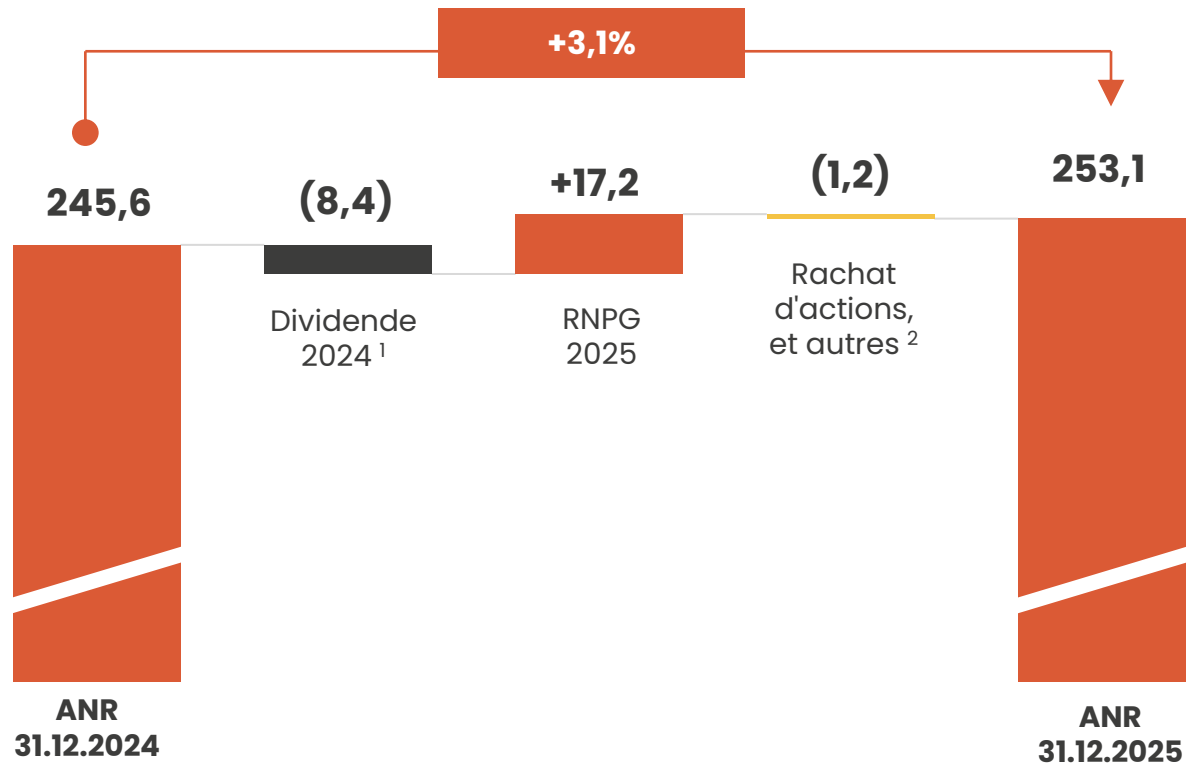 +3,1%
245,6
(8,4)
+17,2
(1,2)
253,1
Dividende
2024 ¹
RNPG
2025
Rachat
d'actions,
et autres ²
ANR
31.12.2024
ANR
31.12.2025